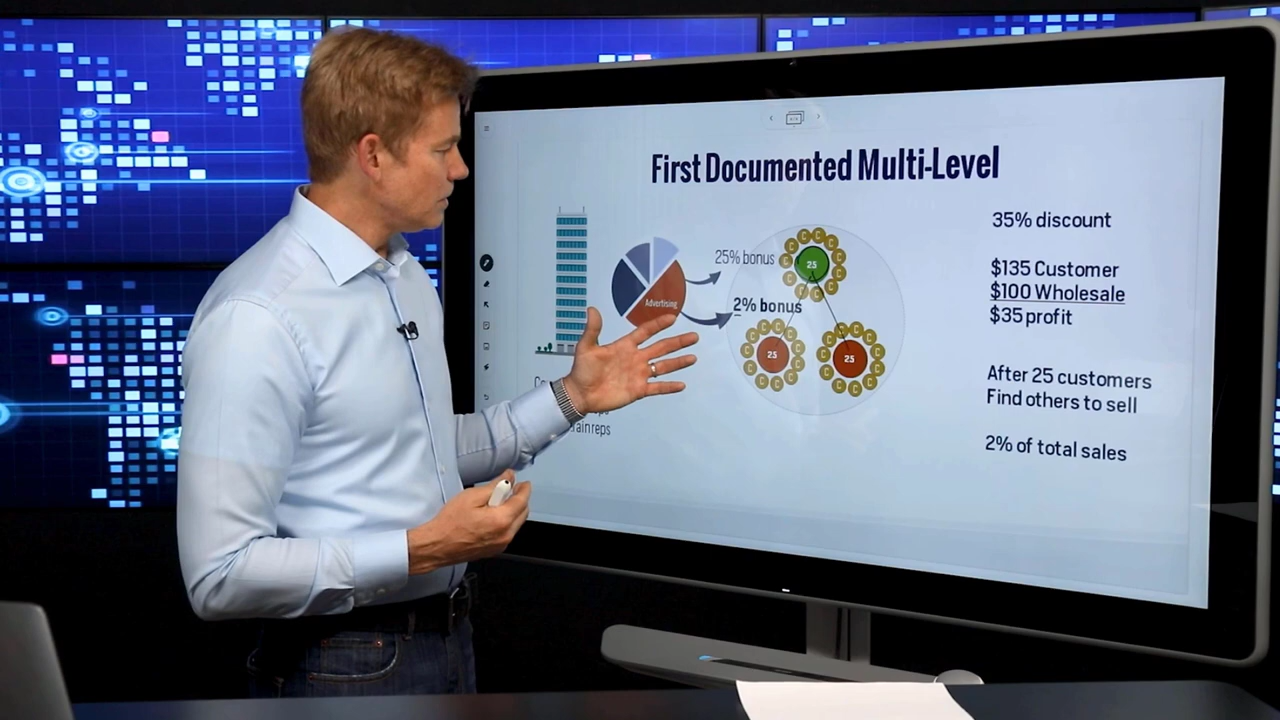 First Documented Multi-Level
35% discount
25% bonus
25
$135 Customer
$100 Wholesale
$35 profit
Advertising
2% bonus
25
25
After 25 customers
Find others to sell
2% of total sales